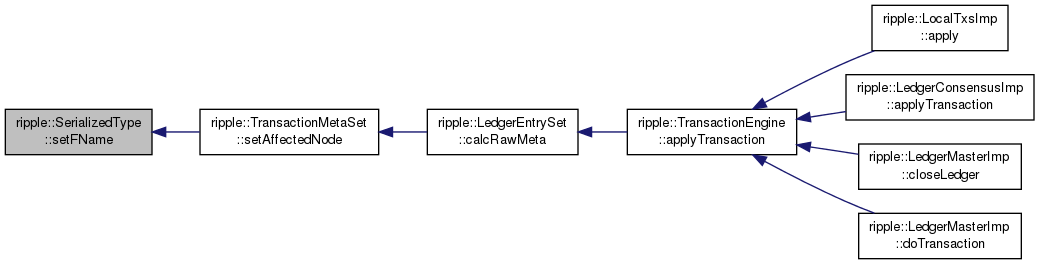 ripple::SerializedType
::setFName
ripple::TransactionMetaSet
::setAffectedNode
ripple::LedgerEntrySet
::calcRawMeta
ripple::TransactionEngine
::applyTransaction
ripple::LocalTxsImp
::apply
ripple::LedgerConsensusImp
::applyTransaction
ripple::LedgerMasterImp
::closeLedger
ripple::LedgerMasterImp
::doTransaction